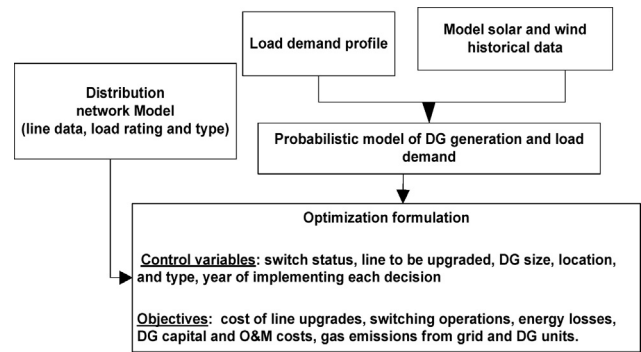 Load demand profile
Model solar and wind
historical data
Distribution
network Model
(line data, load rating and type)
Probabilistic model of DG generation and load
demand
Optimization formulation
Control variables: switch status, line to be upgraded, DG size, location,
and type, year of implementing each decision
Objectives: cost of line upgrades, switching operations, energy losses,
DG capital and O&M costs, gas emissions from grid and DG units.